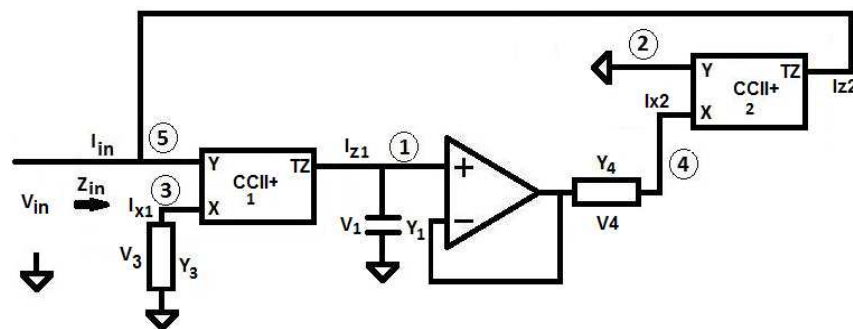 2
Y TZ
CCII+
2
X
Ix2
Iz2
Iin
5
Iz1
1
Y TZ
CCII+
1
X
+
−
Y4
4
V4
Vin
Zin
3
Ix1
V3
Y3
V1
Y1